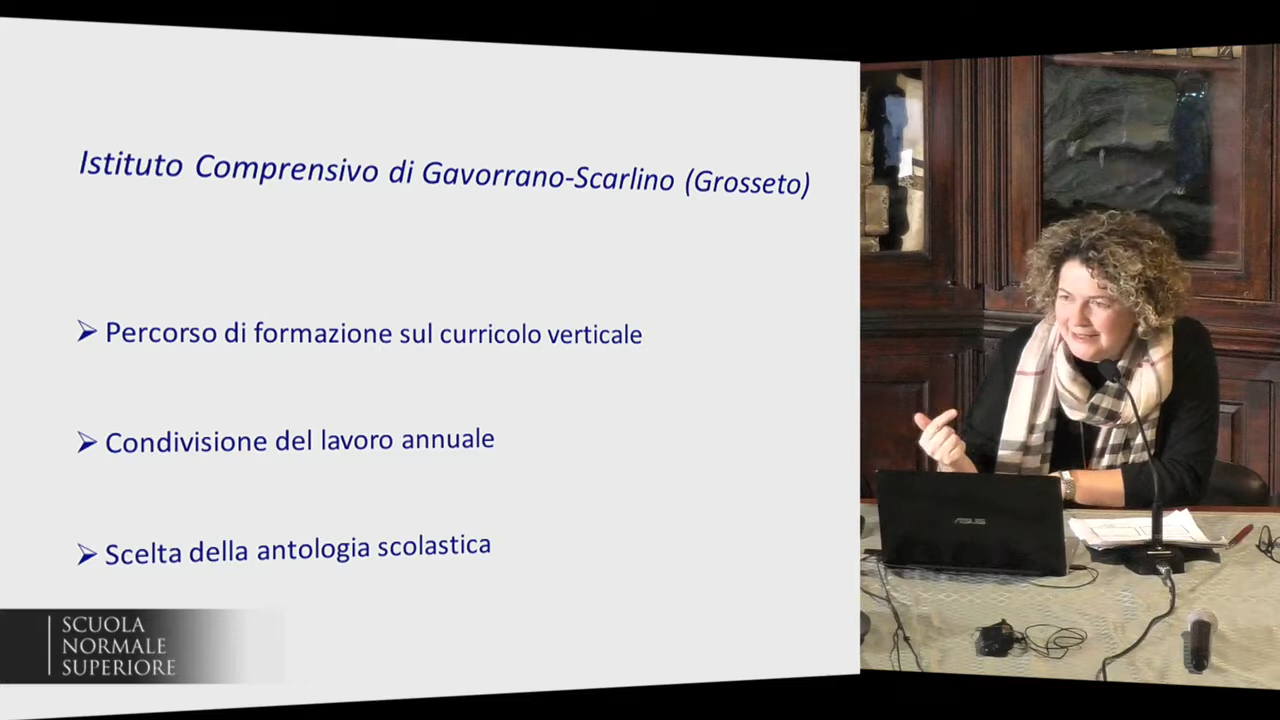 Istituto Comprensivo di Gavorrano-Scarlino (Grosseto)
➢ Percorso di formazione sul curricolo verticale
➢ Condivisione del lavoro annuale
➢ Scelta della antologia scolastica
SCUOLA
NORMALE
SUPERIORE
ASUS